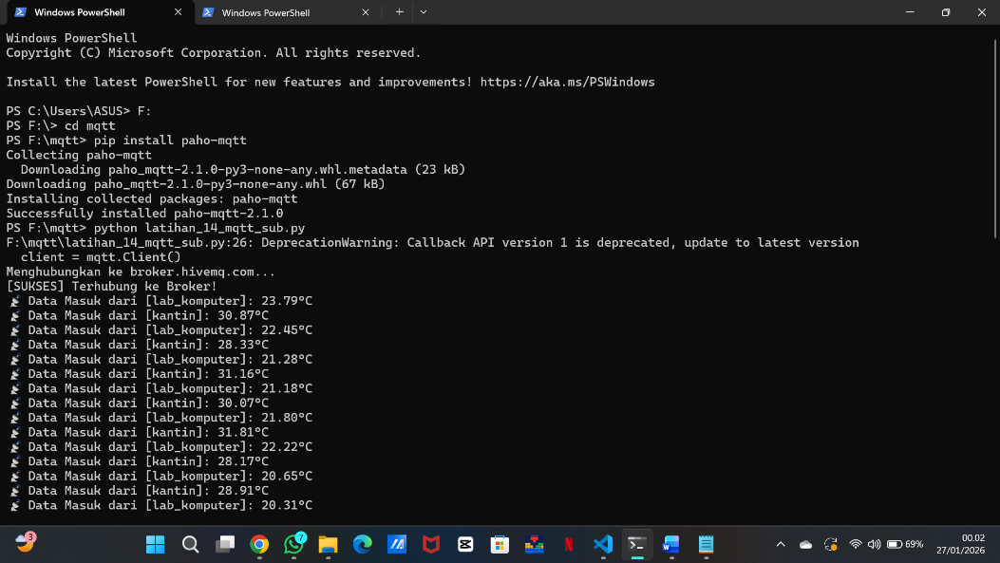 Windows PowerShell
Windows PowerShell
Windows PowerShell
Copyright (C) Microsoft Corporation. All rights reserved.
Install the latest PowerShell for new features and improvements! https://aka.ms/PSWindows
PS C:\Users\ASUS> F:
PS F:\> cd mqtt
PS F:\mqtt> pip install paho-mqtt
Collecting paho-mqtt
  Downloading paho_mqtt-2.1.0-py3-none-any.whl.metadata (23 kB)
Downloading paho_mqtt-2.1.0-py3-none-any.whl (67 kB)
Installing collected packages: paho-mqtt
Successfully installed paho-mqtt-2.1.0
PS F:\mqtt> python latihan_14_mqtt_sub.py
F:\mqtt\latihan_14_mqtt_sub.py:26: DeprecationWarning: Callback API version 1 is deprecated, update to latest version
  client = mqtt.Client()
Menghubungkan ke broker.hivemq.com...
[SUKSES] Terhubung ke Broker!
Data Masuk dari [lab_komputer]: 23.79°C
Data Masuk dari [kantin]: 30.87°C
Data Masuk dari [lab_komputer]: 22.45°C
Data Masuk dari [kantin]: 28.33°C
Data Masuk dari [lab_komputer]: 21.28°C
Data Masuk dari [kantin]: 31.16°C
Data Masuk dari [lab_komputer]: 21.18°C
Data Masuk dari [kantin]: 30.07°C
Data Masuk dari [lab_komputer]: 21.80°C
Data Masuk dari [kantin]: 31.81°C
Data Masuk dari [lab_komputer]: 22.22°C
Data Masuk dari [kantin]: 28.17°C
Data Masuk dari [lab_komputer]: 20.65°C
Data Masuk dari [kantin]: 28.91°C
Data Masuk dari [lab_komputer]: 20.31°C
3
7
69%
00.02
27/01/2026